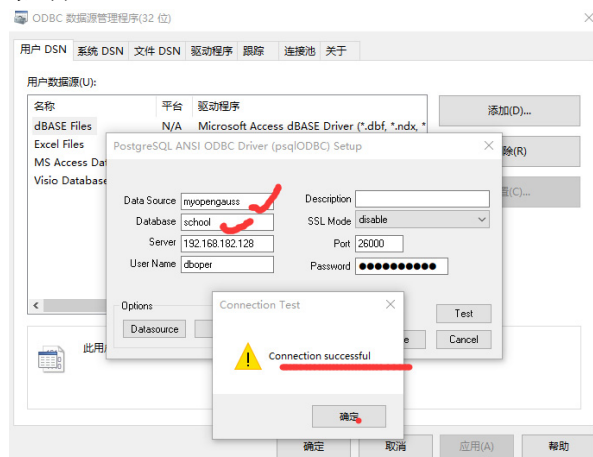 ODBC 数据源管理程序(32 位)
用户 DSN 系统 DSN 文件 DSN 驱动程序 跟踪 连接池 关于
用户数据源(U):
名称 平台 驱动程序
添加(D)...
dBASE Files N/A Microsoft Access dBASE Driver (*.dbf, *.ndx, *
Excel Files
除(R)
MS Access Dat
Visio Database
(C)...
PostgreSQL ANSI ODBC Driver (psqlODBC) Setup
Data Source myopengauss Description
Database school SSL Mode disable
Server 192.168.182.128 Port 26000
User Name dboper Password ●●●●●●●●●●
Options
Datasource
Test
Cancel
Connection Test
Connection successful
确定
此用
确定 取消 应用(A) 帮助